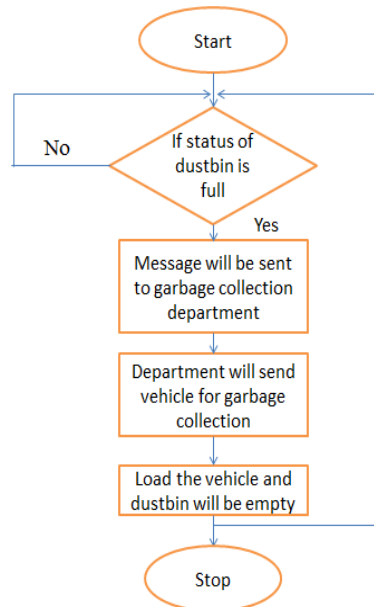 Start
If status of
dustbin is
full
No
Yes
Message will be sent
to garbage collection
department
Department will send
vehicle for garbage
collection
Load the vehicle and
dustbin will be empty
Stop